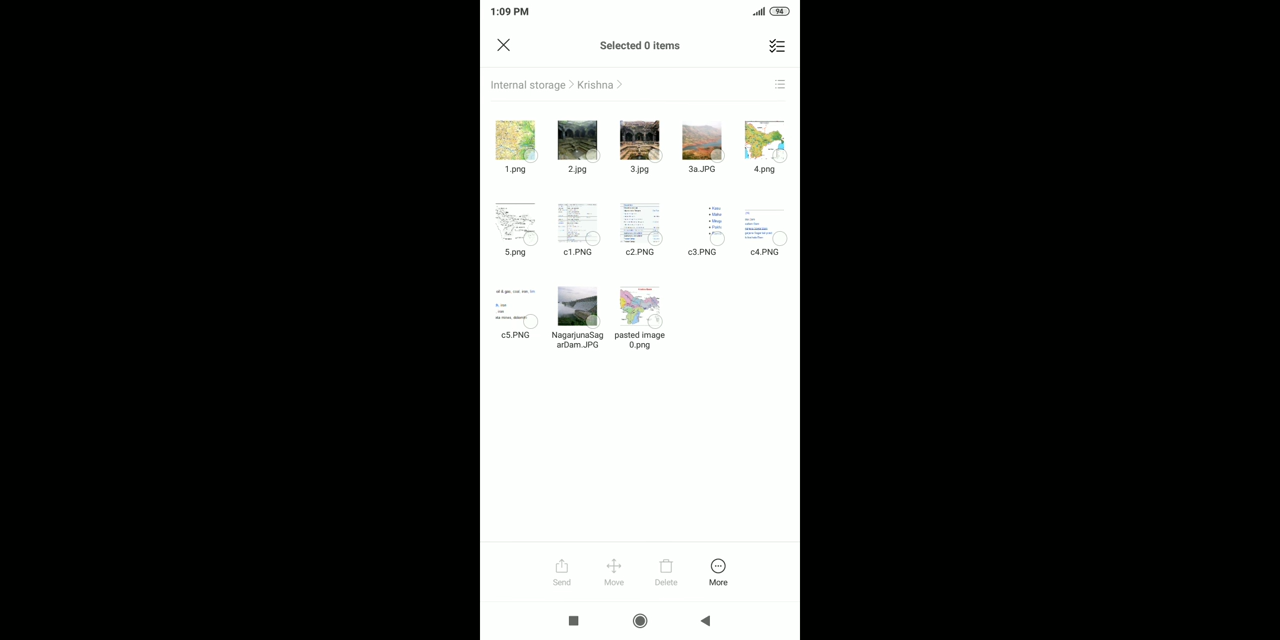 1:09 PM
94
Selected 0 items
Internal storage > Krishna >
1.png
2.jpg
3.jpg
3a.JPG
4.png
5.png
c1.PNG
c2.PNG
c3.PNG
c4.PNG
c5.PNG
NagarjunaSag
arDam.JPG
pasted image
0.png
Send
Move
Delete
More